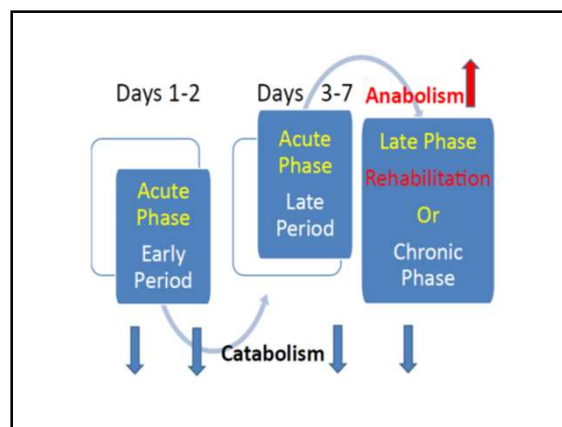 Days 1-2
Days 3-7
Anabolism
Acute
Phase
Early
Period
Acute
Phase
Late
Period
Late Phase
Rehabilitation
Or
Chronic
Phase
Catabolism